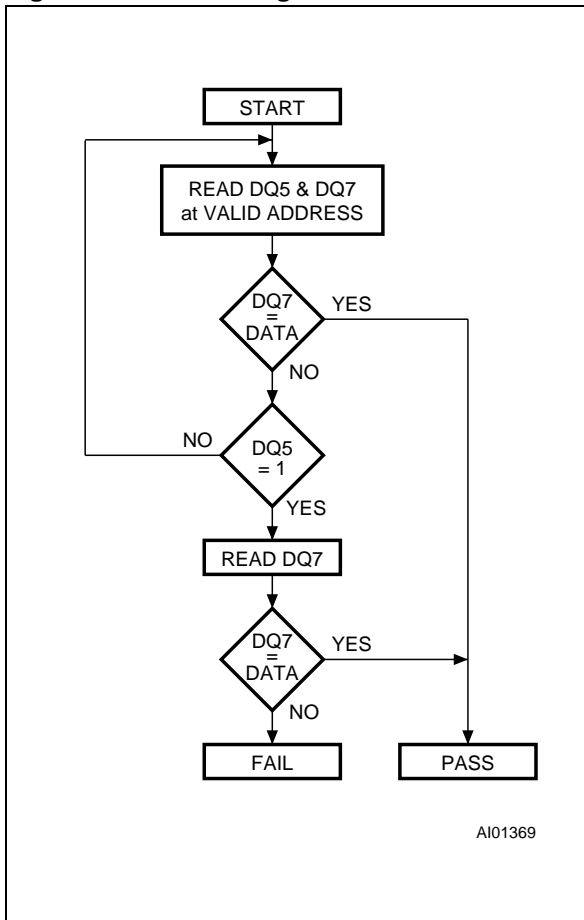 START
READ DQ5 & DQ7
at VALID ADDRESS
DQ7
=
DATA
YES
NO
DQ5
= 1
NO
YES
READ DQ7
DQ7
=
DATA
YES
NO
FAIL
PASS
AI01369